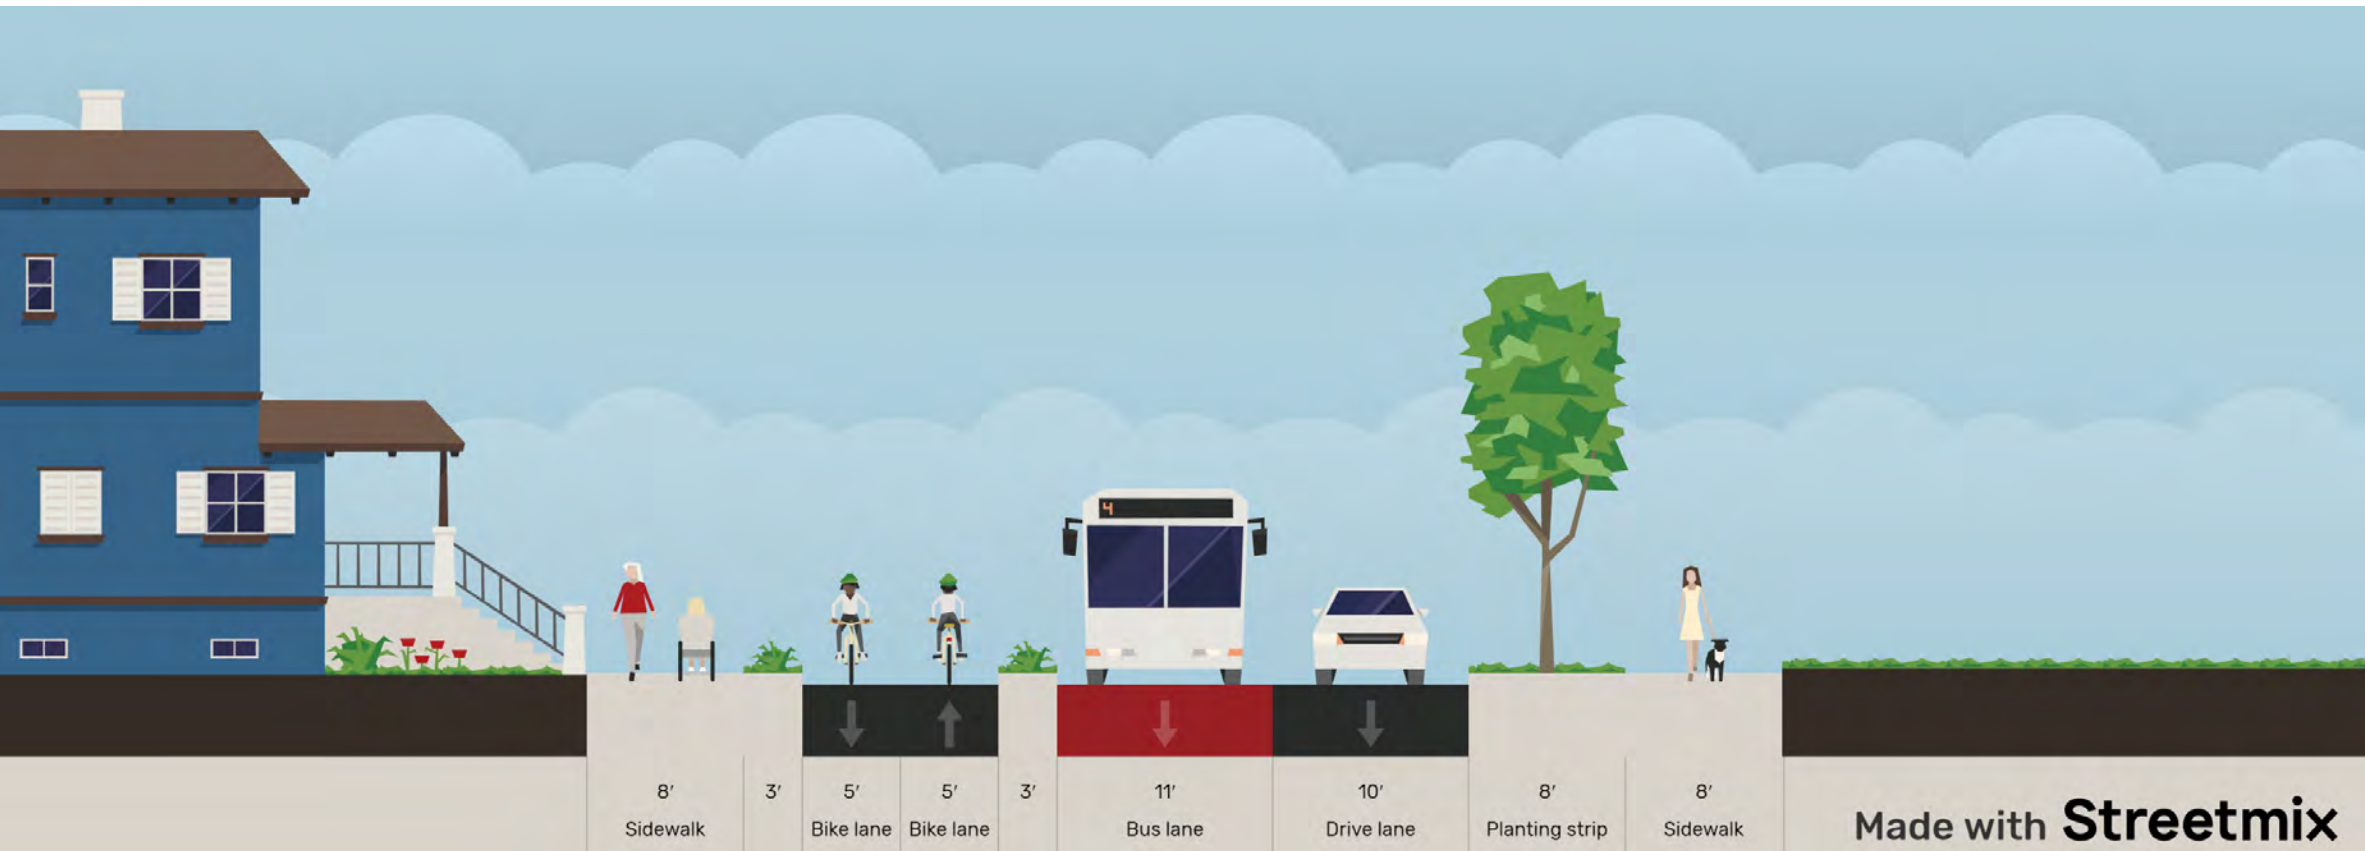 4
8′
3′
5′
5′
3′
11′
10′
8′
8′
Sidewalk
Bike lane
Bike lane
Bus lane
Drive lane
Planting strip
Sidewalk
Made with Streetmix